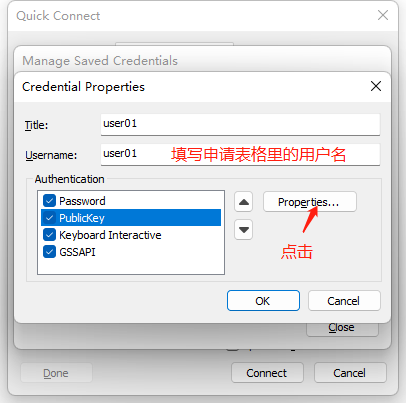 Quick Connect
Manage Saved Credentials
Credential Properties
Title: user01
Username: user01 填写申请表格里的用户名
Authentication
Password
PublicKey
Keyboard Interactive
GSSAPI
Properties...
点击
OK Cancel
Close
Done Connect Cancel